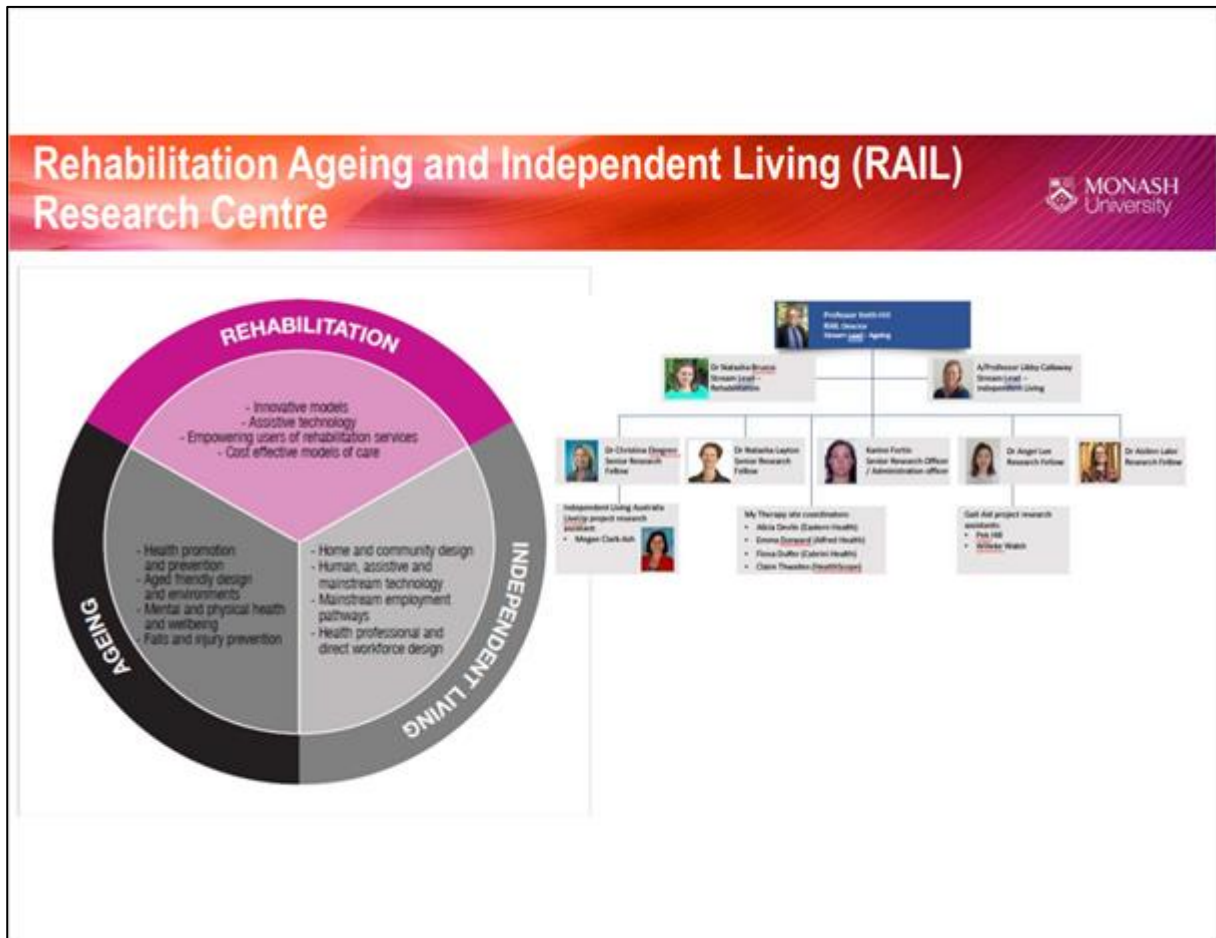 Rehabilitation Ageing and Independent Living (RAIL)
Research Centre
MONASH
University
REHABILITATION
- Innovative models
- Assistive technology
- Empowering users of rehabilitation services
- Cost effective models of care
AGEING
- Health promotion
and prevention
- Aged friendly design
and environments
- Mental and physical health
and wellbeing
- Falls and injury prevention
INDEPENDENT LIVING
- Home and community design
- Human, assistive and
mainstream technology
- Mainstream employment
pathways
- Health professional and
direct workforce design
Professor Keith Hill
RAIL Director
Stream Lead - Ageing
Dr Natasha Brusco
Stream Lead –
Rehabilitation
A/Professor Libby Callaway
Stream Lead –
Independent Living
Dr Christina Ekegren
Senior Research
Fellow
Dr Natasha Layton
Senior Research
Fellow
Karine Fortin
Senior Research Officer
/ Administration officer
Dr Angel Lee
Research Fellow
Dr Aislinn Lalor
Research Fellow
Independent Living Australia
LiveUp project research
assistant
• Megan Clark-Ash
My Therapy site coordinators
• Alicia Devlin (Eastern Health)
• Emma (Alfred Health)
• Fiona Duffer (Cabrini Health)
• Claire (HealthScope)
Gait Aid project research
assistants:
• Hill
• Walsh